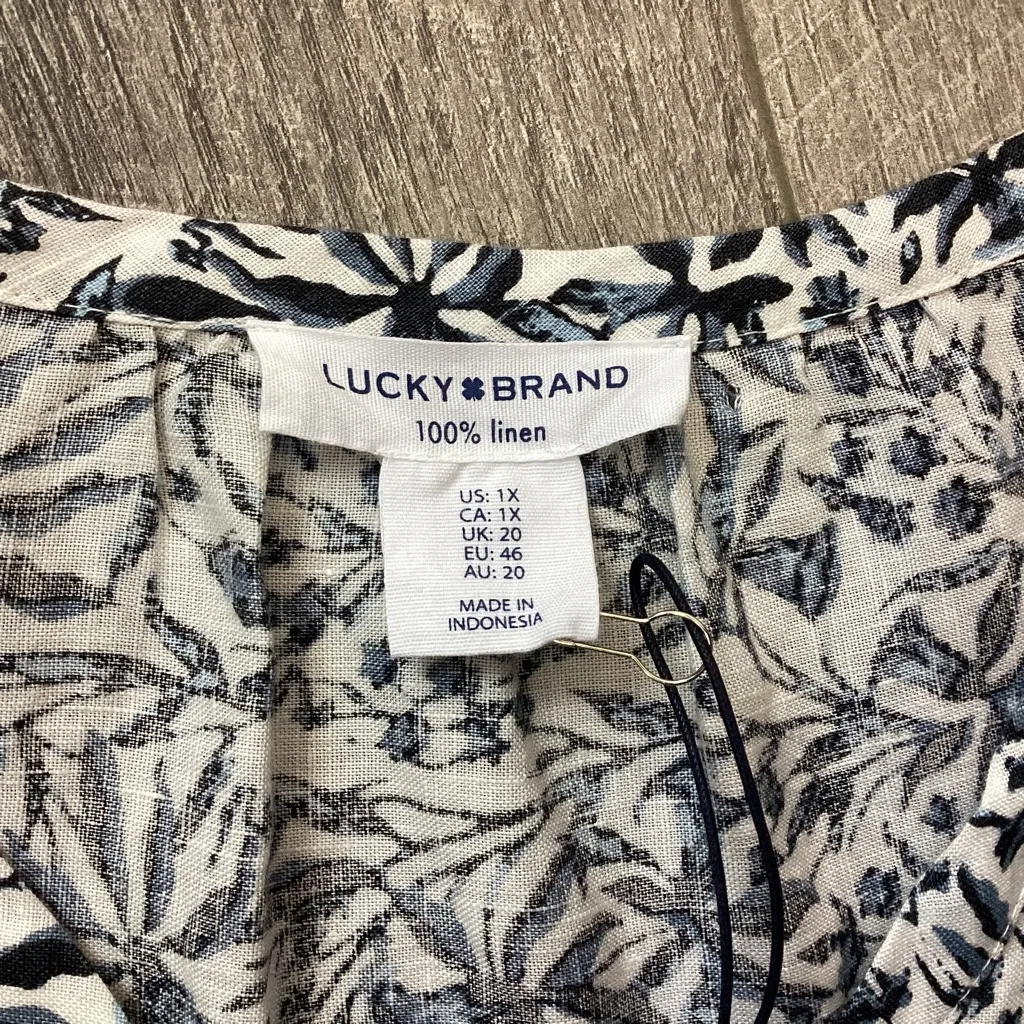 LUCKY BRAND
100% linen
US: 1X
CA: 1X
UK: 20
EU: 46
AU: 20
MADE IN
INDONESIA